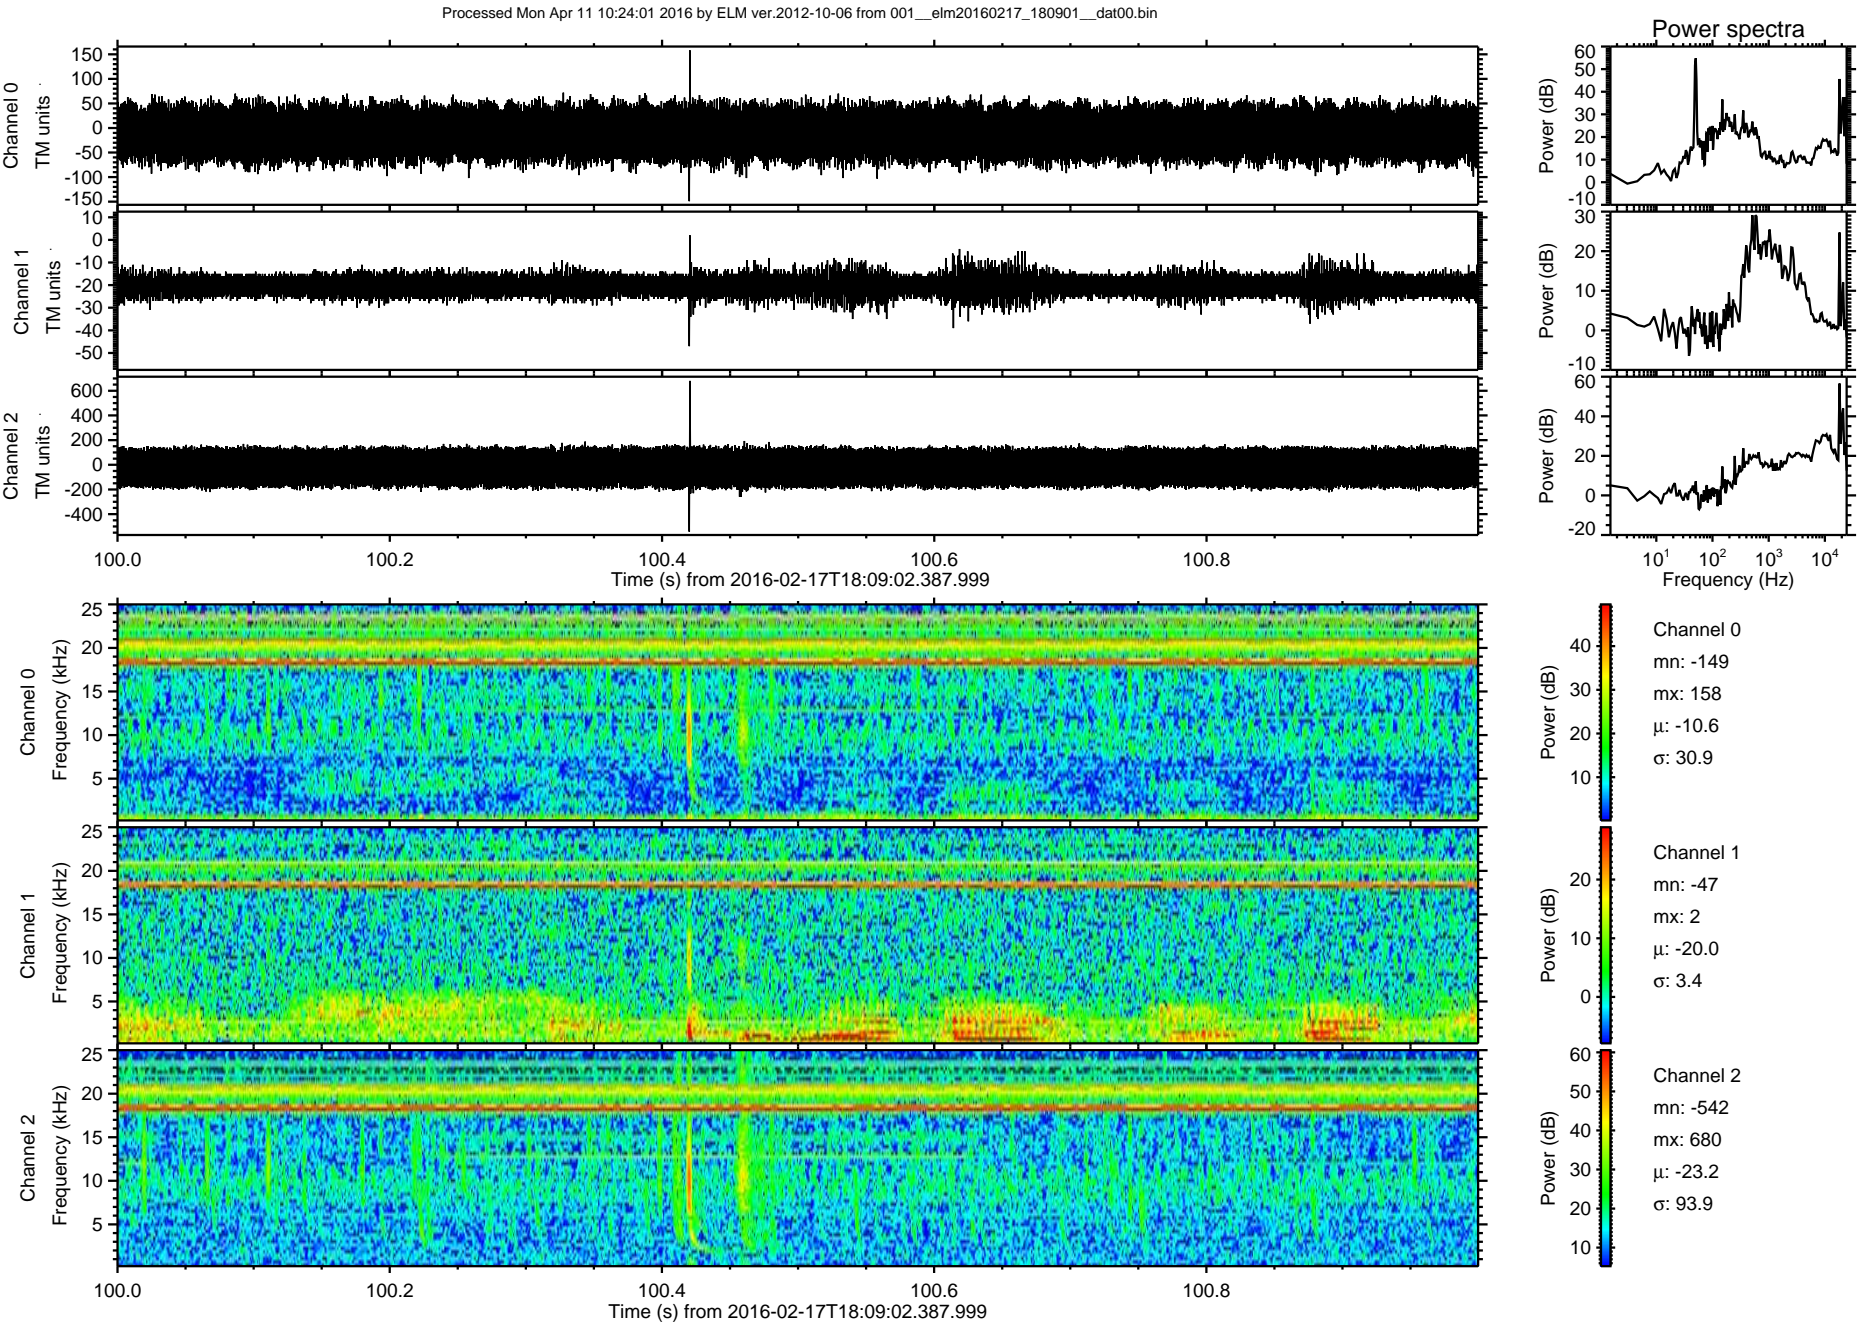 Processed Mon Apr 11 10:24:01 2016 by ELM ver.2012-10-06 from 001__elm20160217_180901__dat00.bin
Power spectra
Channel 0
TM units
150
100
50
0
-50
-100
-150
Power (dB)
60
50
40
30
20
10
0
-10
Channel 1
TM units
10
0
-10
-20
-30
-40
-50
Power (dB)
30
20
10
0
-10
Channel 2
TM units
600
400
200
0
-200
-400
Power (dB)
60
40
20
0
-20
100.0 100.2 100.4 100.6 100.8
Time (s) from 2016-02-17T18:09:02.387.999
10¹ 10² 10³ 10⁴
Frequency (Hz)
Channel 0
Frequency (kHz)
25
20
15
10
5
Power (dB)
40
30
20
10
Channel 0
mn: -149
mx: 158
µ: -10.6
σ: 30.9
Channel 1
Frequency (kHz)
25
20
15
10
5
Power (dB)
20
10
0
Channel 1
mn: -47
mx: 2
µ: -20.0
σ: 3.4
Channel 2
Frequency (kHz)
25
20
15
10
5
Power (dB)
60
50
40
30
20
10
Channel 2
mn: -542
mx: 680
µ: -23.2
σ: 93.9
100.0 100.2 100.4 100.6 100.8
Time (s) from 2016-02-17T18:09:02.387.999